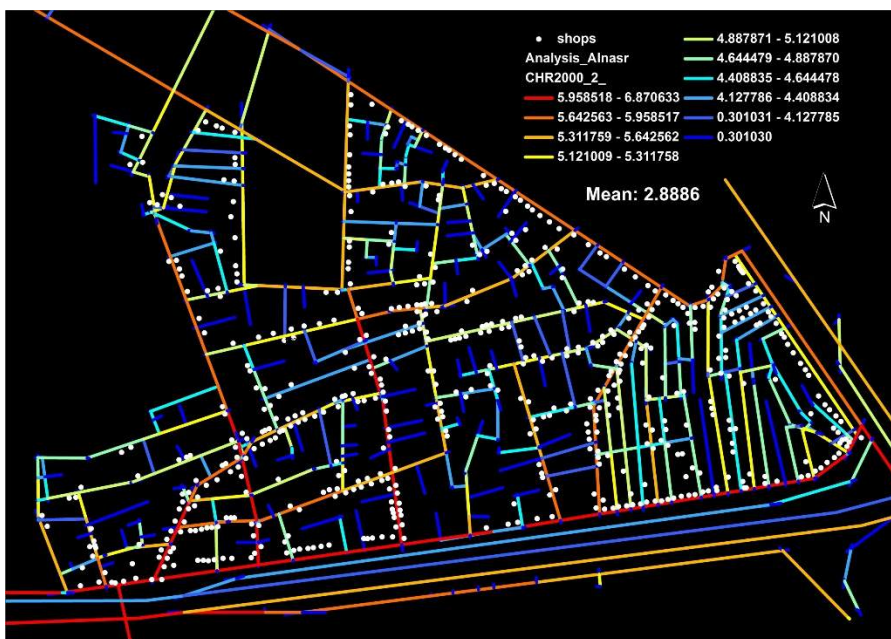 shops
Analysis_Alnasr
CHR2000_2_
5.958518 - 6.870633
5.642563 - 5.958517
5.311759 - 5.642562
5.121009 - 5.311758
4.887871 - 5.121008
4.644479 - 4.887870
4.408835 - 4.644478
4.127786 - 4.408834
0.301031 - 4.127785
0.301030
Mean: 2.8886
N